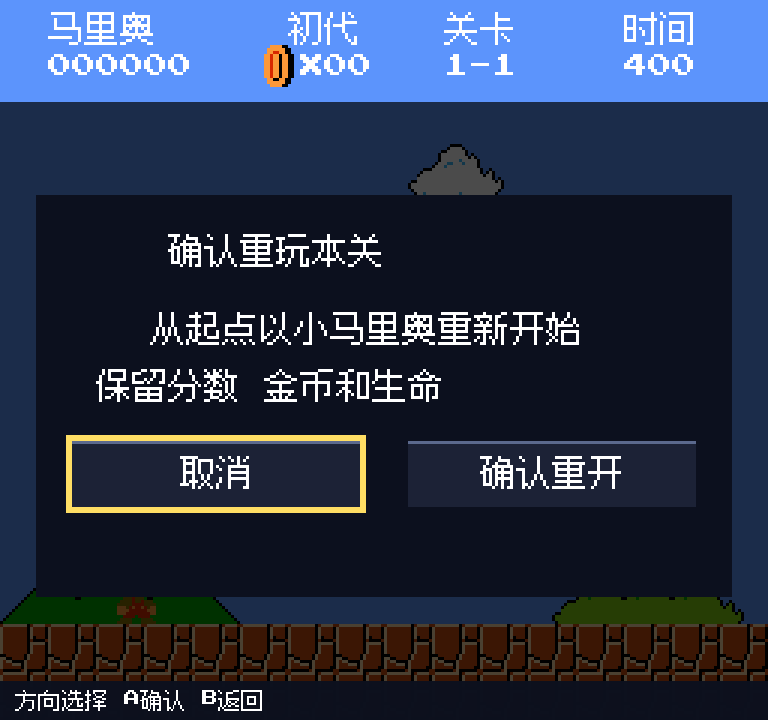 马里奥 初代 关卡 时间
000000 x00 1-1 400
确认重玩本关
从起点以小马里奥重新开始
保留分数 金币和生命
取消 确认重开
方向选择 A确认 B返回